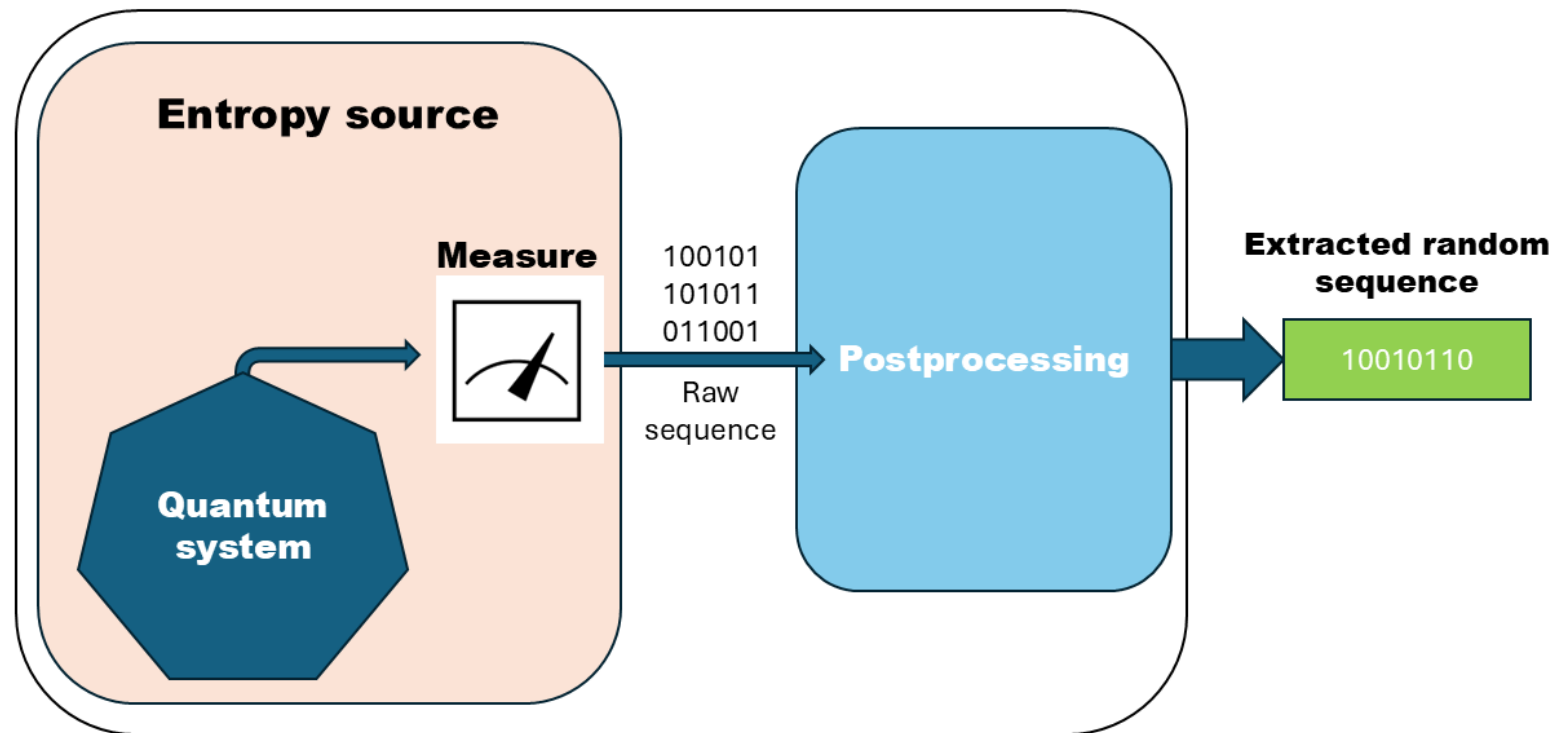 Entropy source
Measure
Quantum
system
100101
101011
011001
Raw
sequence
Postprocessing
Extracted random
sequence
10010110